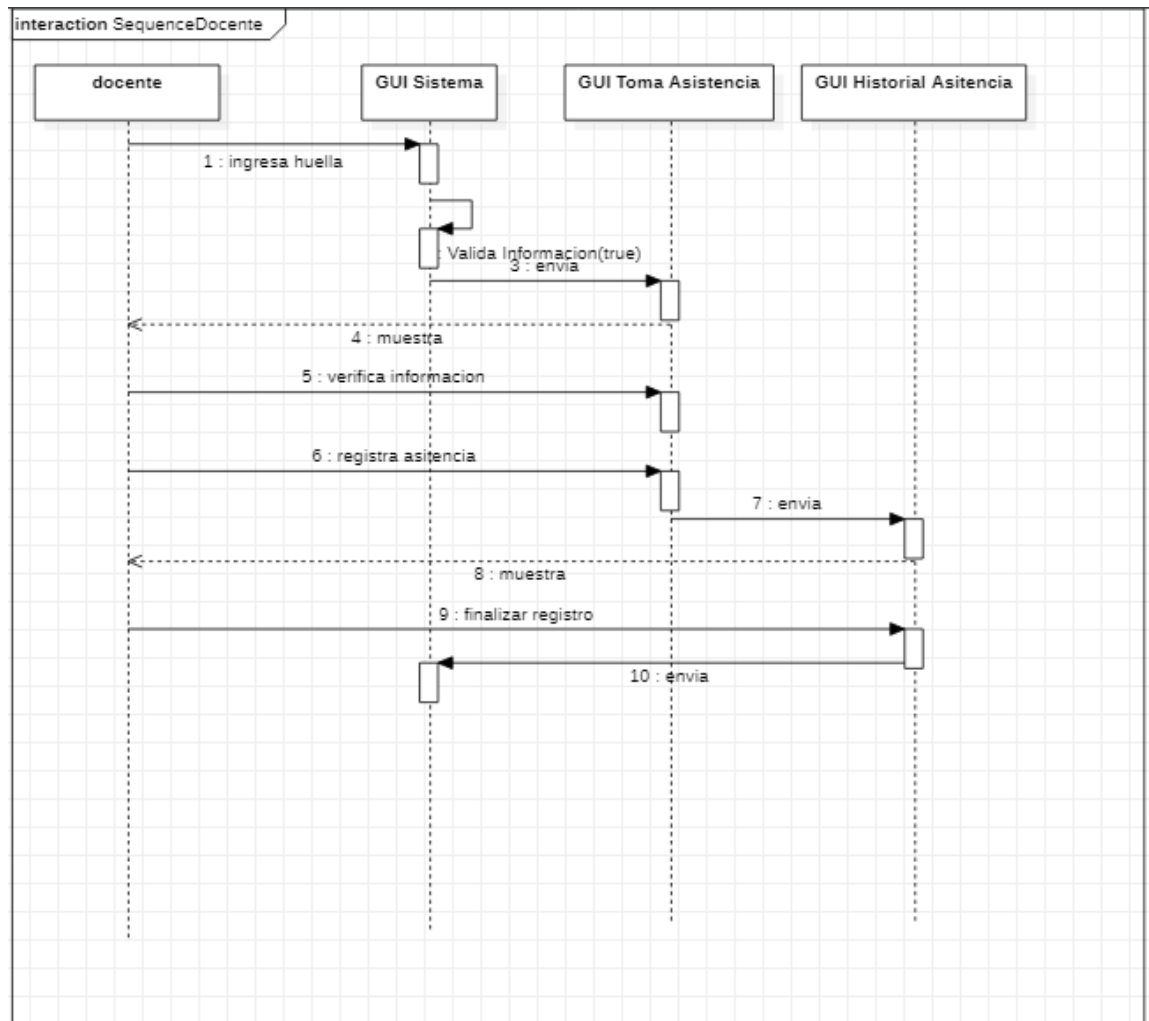 interaction SequenceDocente
docente
GUI Sistema
GUI Toma Asistencia
GUI Historial Asitencia
1 : ingresa huella
: Valida Informacion(true)
3 : envia
4 : muestra
5 : verifica informacion
6 : registra asitencia
7 : envia
8 : muestra
9 : finalizar registro
10 : envia